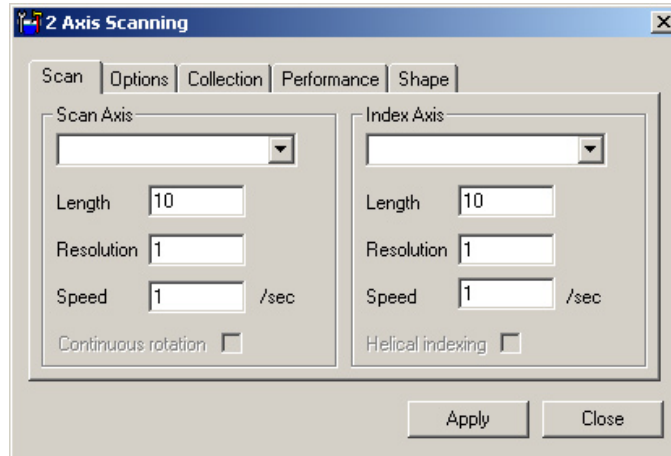 2 Axis Scanning
Scan Options Collection Performance Shape
Scan Axis
Length 10
Resolution 1
Speed 1 /sec
Continuous rotation
Index Axis
Length 10
Resolution 1
Speed 1 /sec
Helical indexing
Apply Close